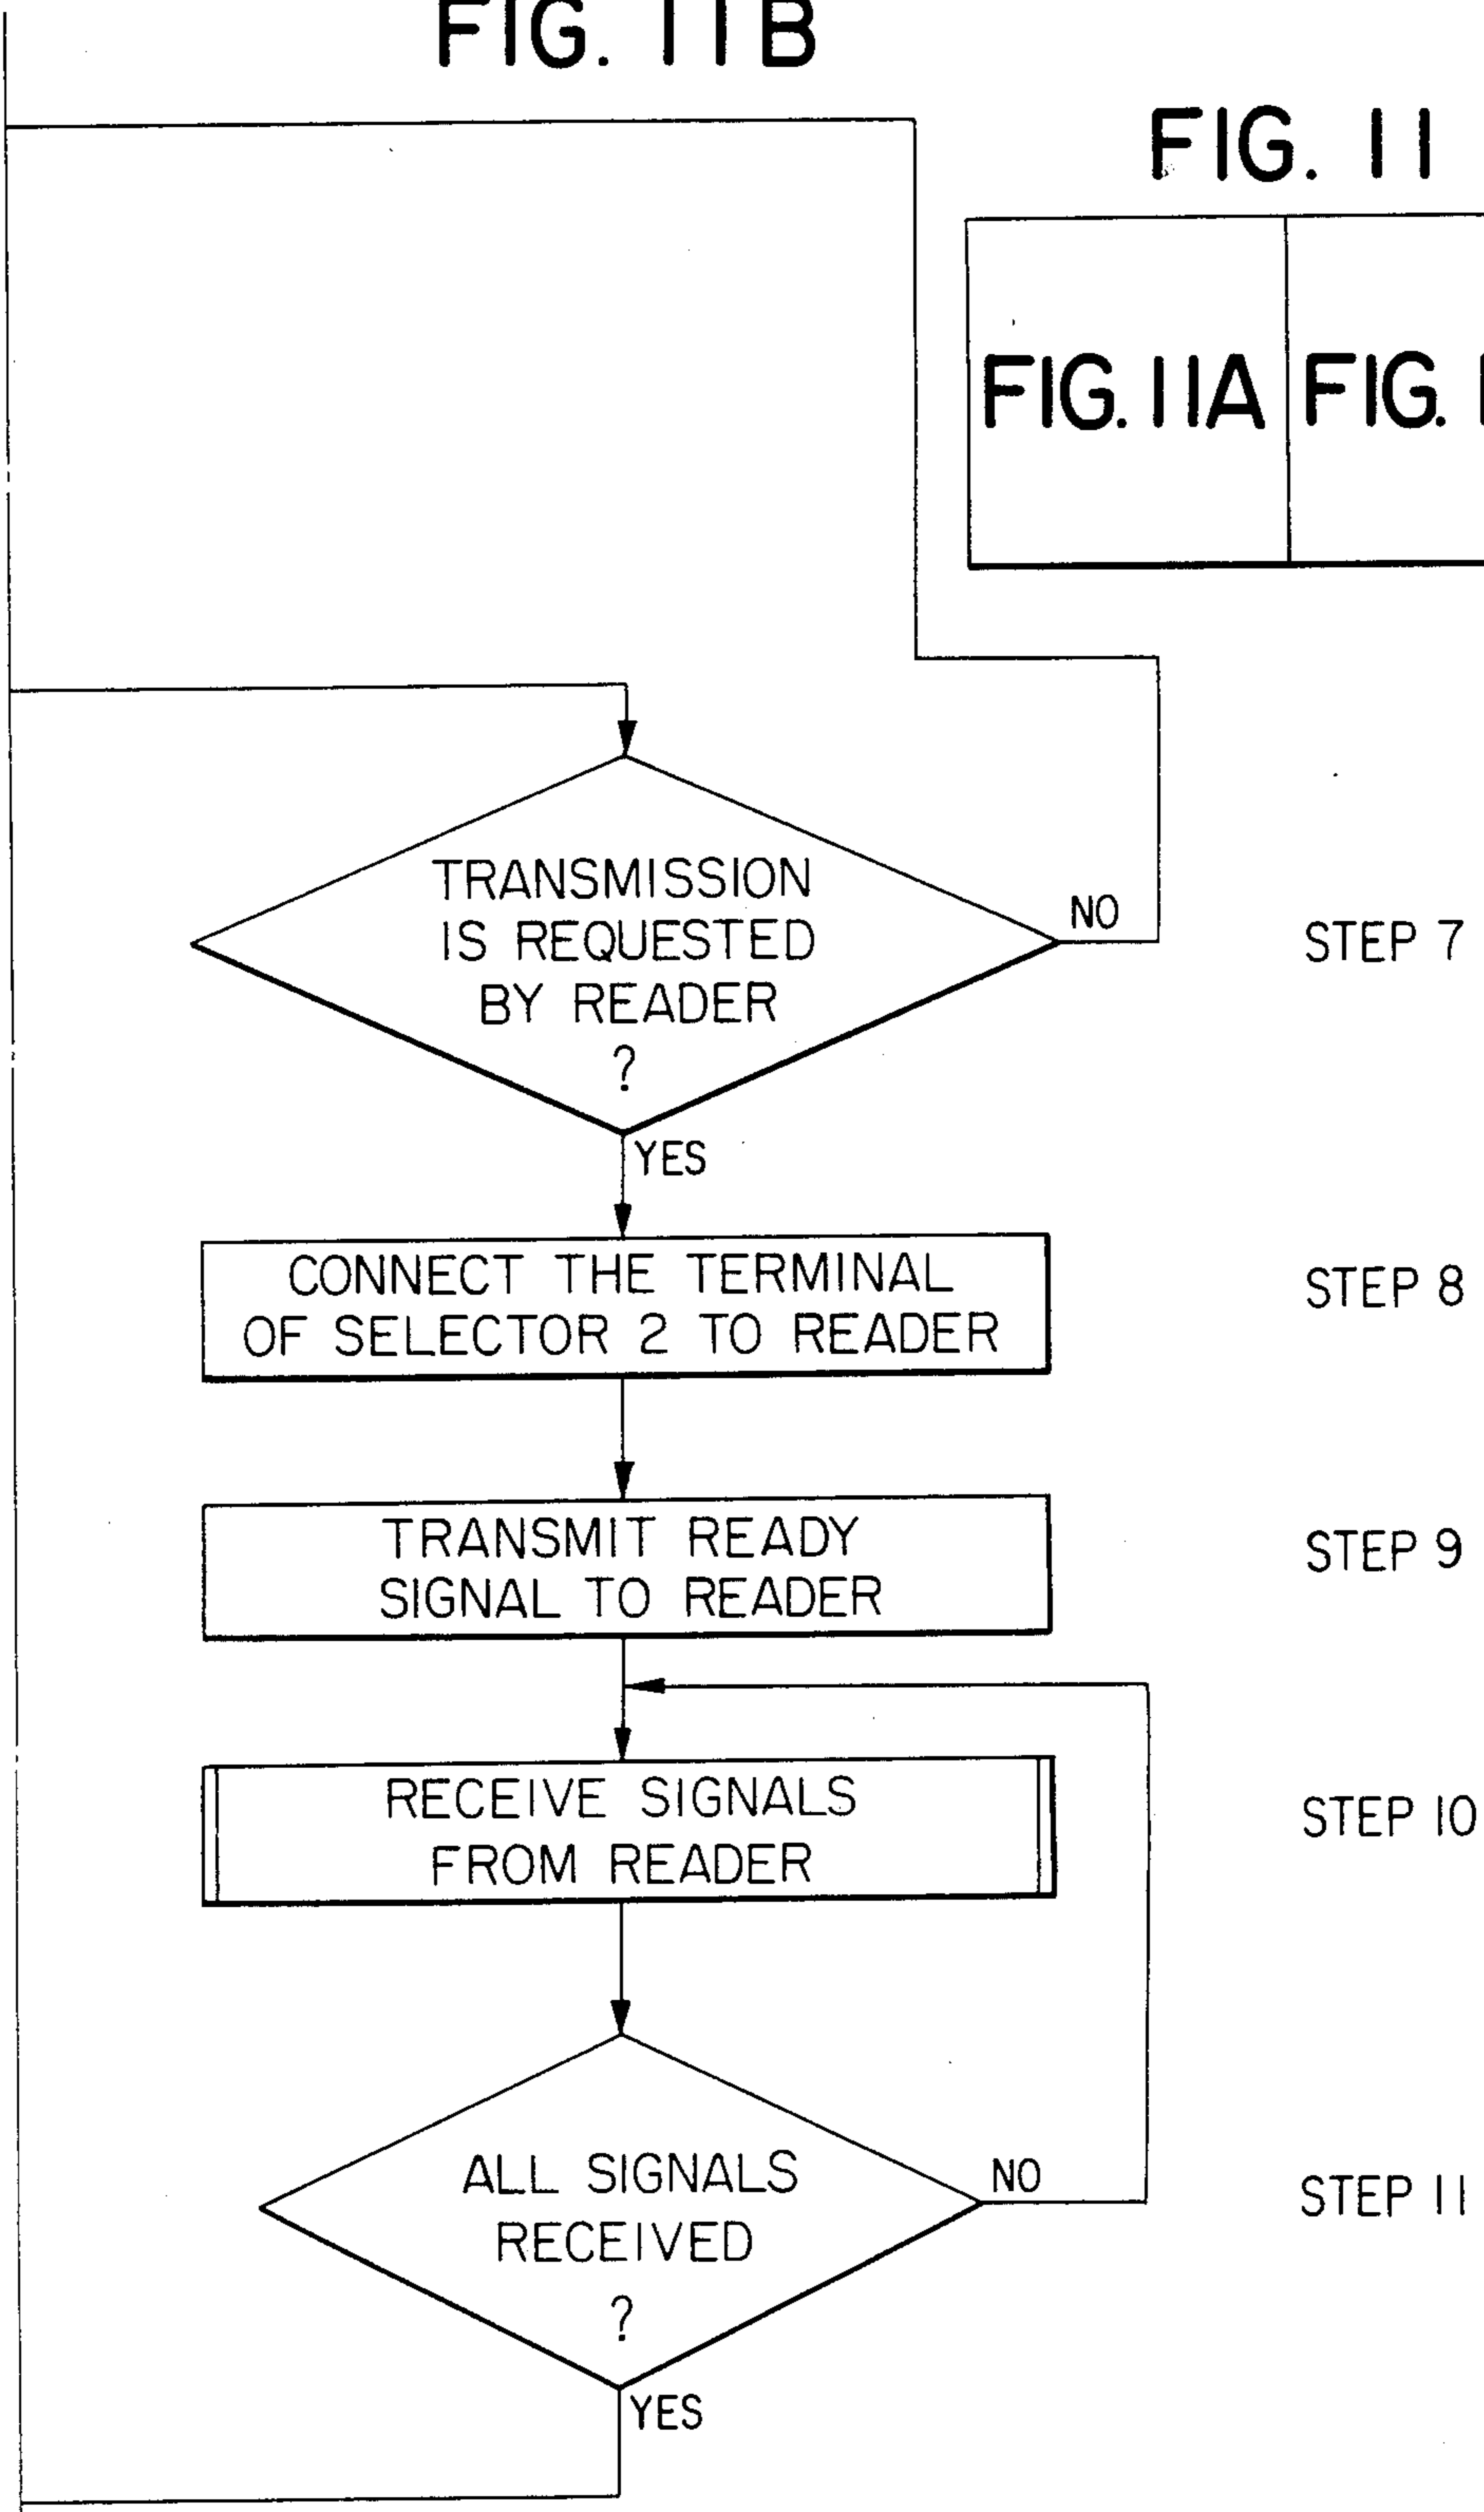 FIG. 11B
FIG. 11
FIG. 11A
FIG.
TRANSMISSION
IS REQUESTED
BY READER
?
NO
STEP 7
YES
CONNECT THE TERMINAL
OF SELECTOR 2 TO READER
STEP 8
TRANSMIT READY
SIGNAL TO READER
STEP 9
RECEIVE SIGNALS
FROM READER
STEP 10
ALL SIGNALS
RECEIVED
?
NO
STEP 11
YES